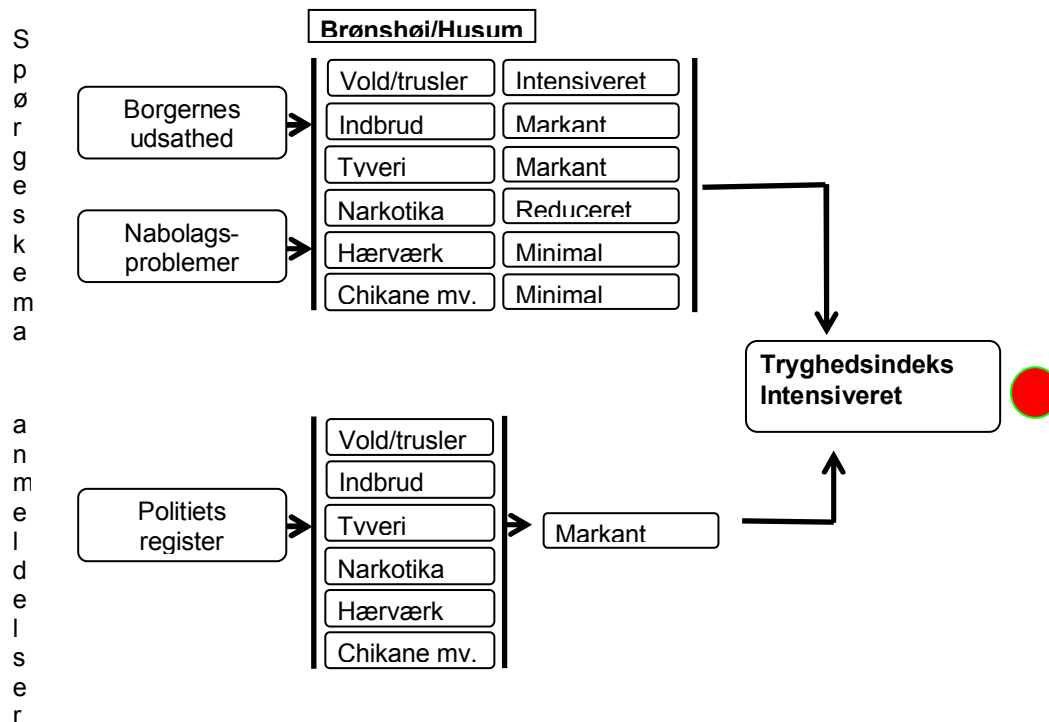 Spørgeskema
Brønshøj/Husum
Borgernes
udsathed
Nabolags-
problemer
Vold/trusler Intensiveret
Indbrud Markant
Tyveri Markant
Narkotika Reduceret
Hærværk Minimal
Chikane mv. Minimal
Tryghedsindeks
Intensiveret
anmeldelser
Politiets
register
Vold/trusler
Indbrud
Tyveri
Narkotika
Hærværk
Chikane mv.
Markant